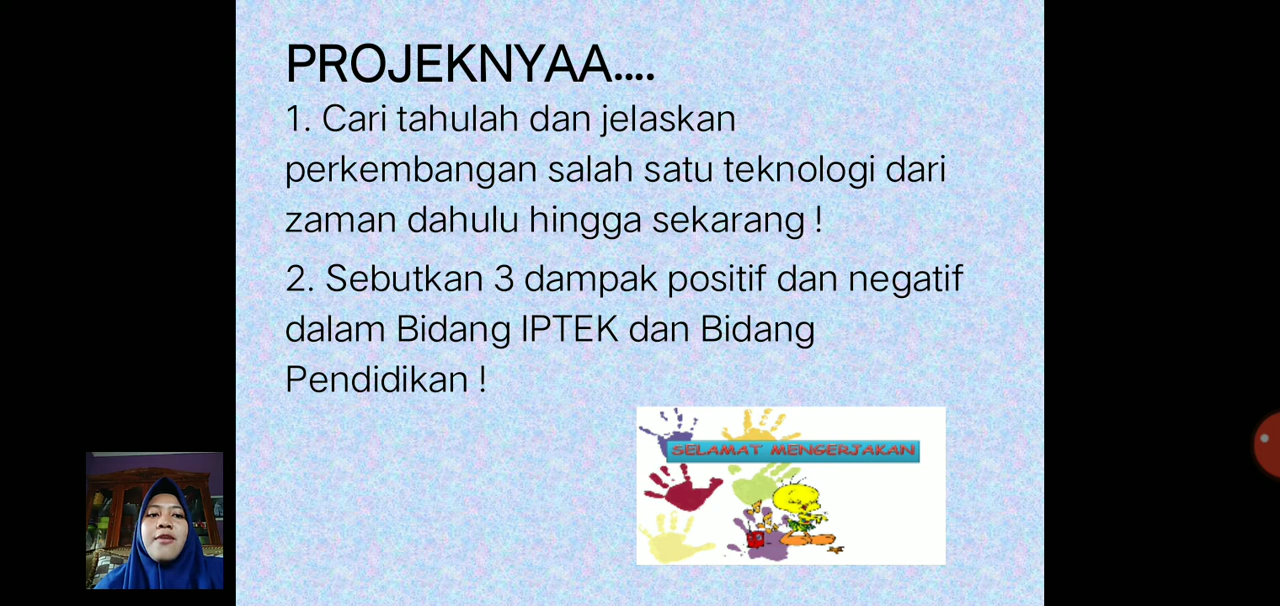 PROJEKNYAA....
1. Cari tahulah dan jelaskan
perkembangan salah satu teknologi dari
zaman dahulu hingga sekarang !
2. Sebutkan 3 dampak positif dan negatif
dalam Bidang IPTEK dan Bidang
Pendidikan !
SELAMAT MENGERJAKAN